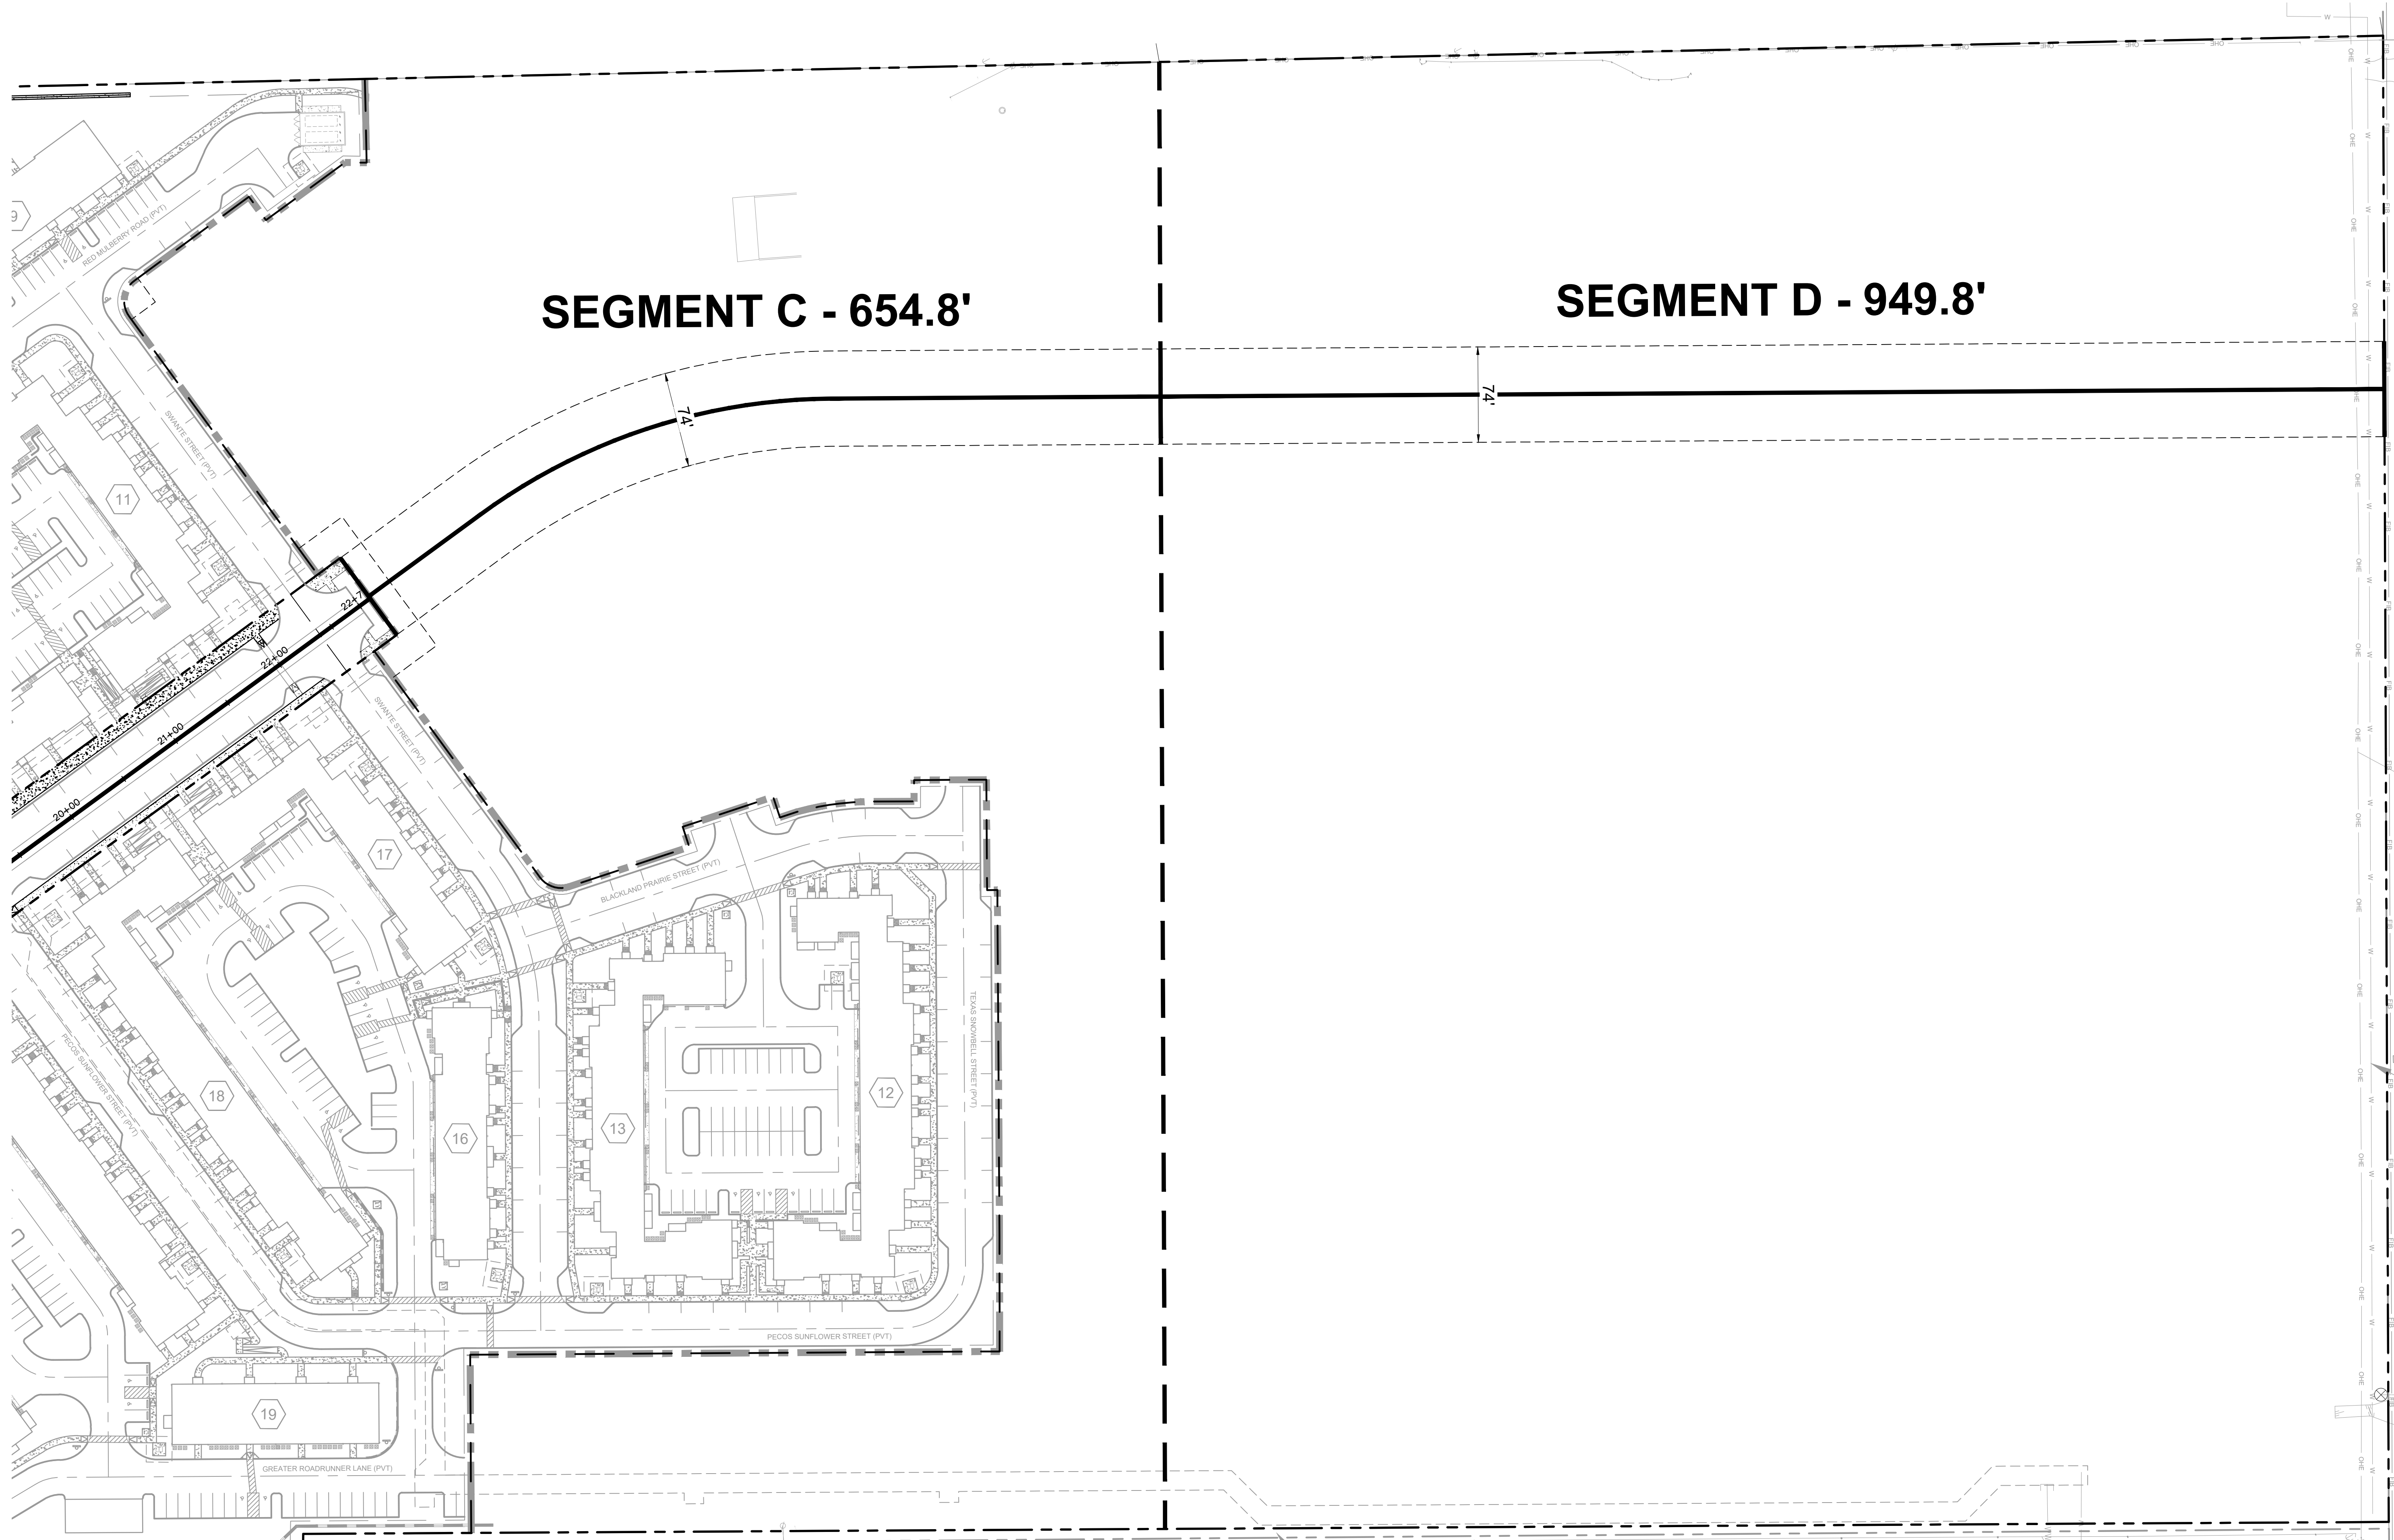 SEGMENT C - 654.8'
SEGMENT D - 949.8'
74'
74'
RED MULBERRY ROAD (PVT)
SWANTE STREET (PVT)
11
22+00
21+00
20+00
SWANTE STREET (PVT)
17
BLACKLAND PRAIRIE STREET (PVT)
TEXAS SNOWBELL STREET (PVT)
PECOS SUNFLOWER STREET (PVT)
18
16
13
12
PECOS SUNFLOWER STREET (PVT)
19
GREATER ROADRUNNER LANE (PVT)
OHE
W
FIB